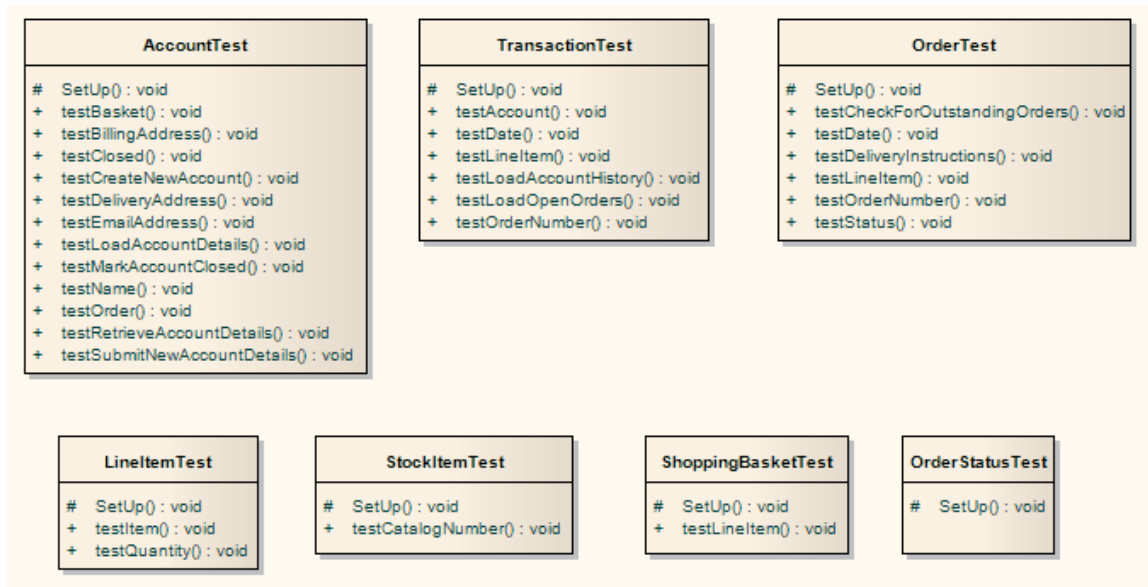 AccountTest
# SetUp() : void
+ testBasket() : void
+ testBillingAddress() : void
+ testClosed() : void
+ testCreateNewAccount() : void
+ testDeliveryAddress() : void
+ testEmailAddress() : void
+ testLoadAccountDetails() : void
+ testMarkAccountClosed() : void
+ testName() : void
+ testOrder() : void
+ testRetrieveAccountDetails() : void
+ testSubmitNewAccountDetails() : void
TransactionTest
# SetUp() : void
+ testAccount() : void
+ testDate() : void
+ testLineItem() : void
+ testLoadAccountHistory() : void
+ testLoadOpenOrders() : void
+ testOrderNumber() : void
OrderTest
# SetUp() : void
+ testCheckForOutstandingOrders() : void
+ testDate() : void
+ testDeliveryInstructions() : void
+ testLineItem() : void
+ testOrderNumber() : void
+ testStatus() : void
LineItemTest
# SetUp() : void
+ testItem() : void
+ testQuantity() : void
StockItemTest
# SetUp() : void
+ testCatalogNumber() : void
ShoppingBasketTest
# SetUp() : void
+ testLineItem() : void
OrderStatusTest
# SetUp() : void